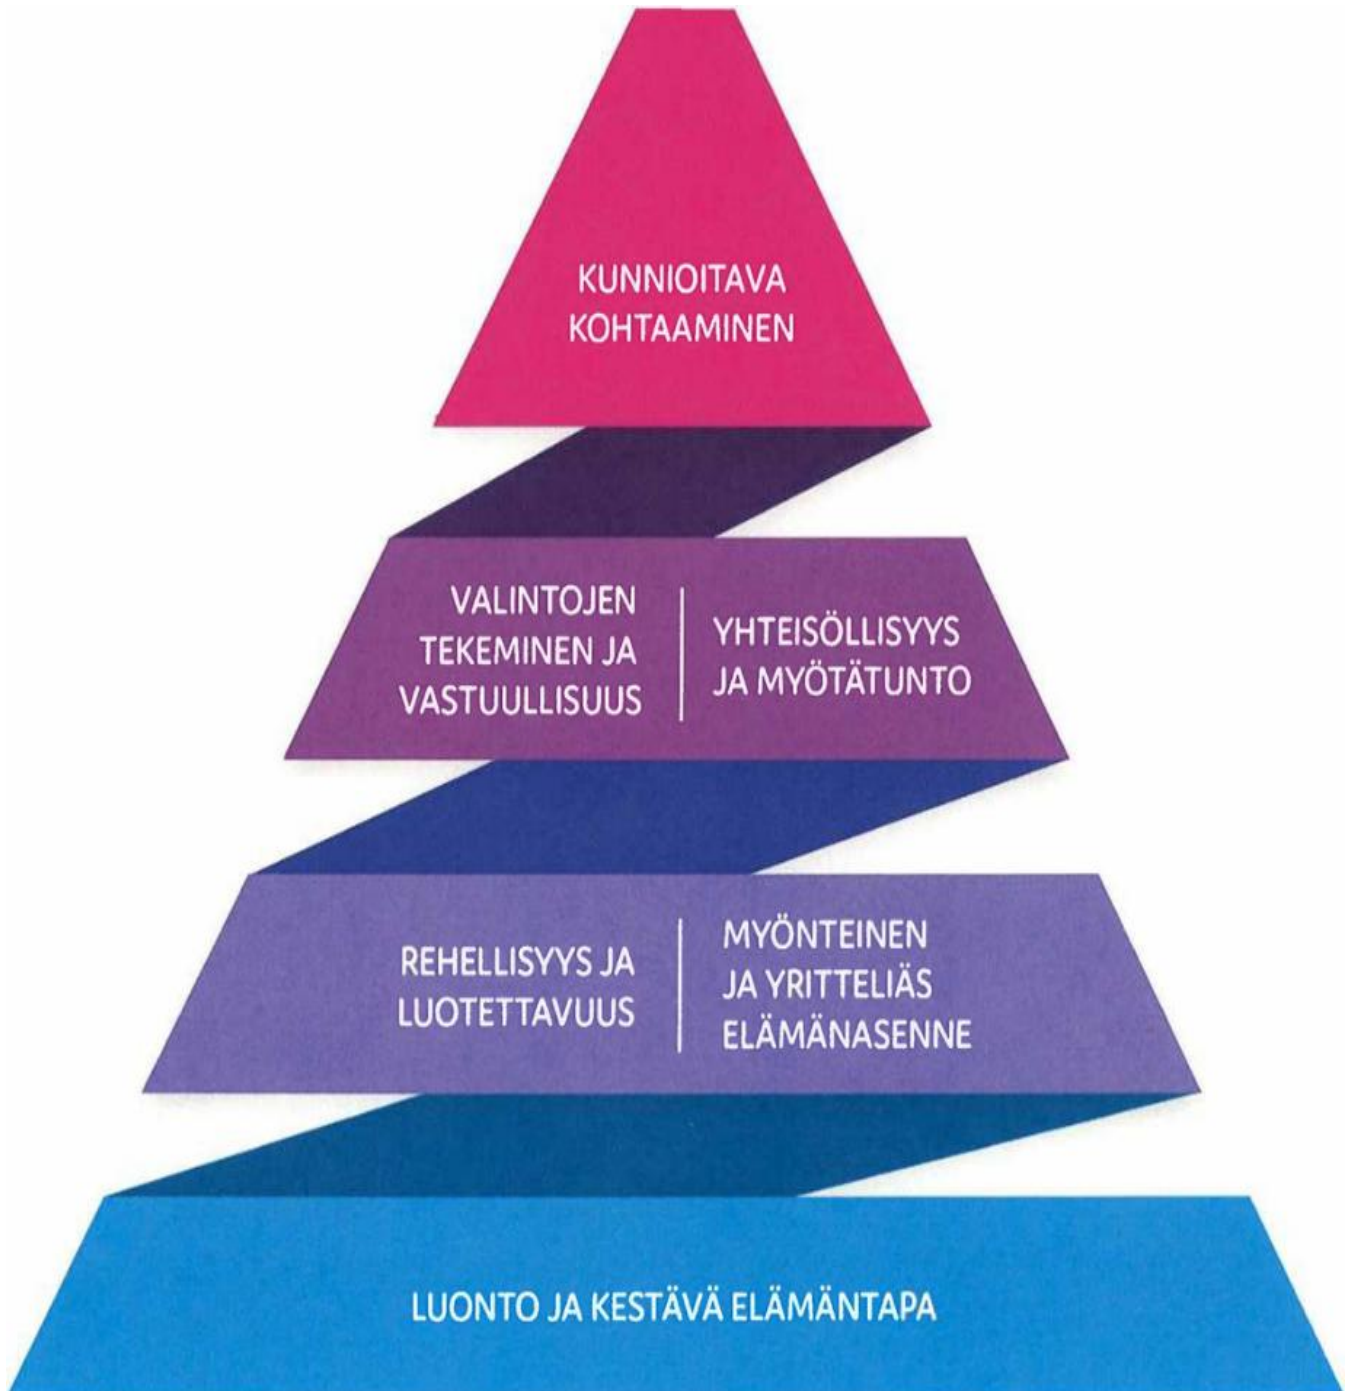 KUNNIOITAVA
KOHTAAMINEN
VALINTOJEN
TEKEMINEN JA
VASTUULLISUUS
YHTEISÖLLISYYS
JA MYÖTÄTUNTO
REHELLISYYS JA
LUOTETTAVUUS
MYÖNTEINEN
JA YRITTELIÄS
ELÄMÄNASENNE
LUONTO JA KESTÄVÄ ELÄMÄNTAPA